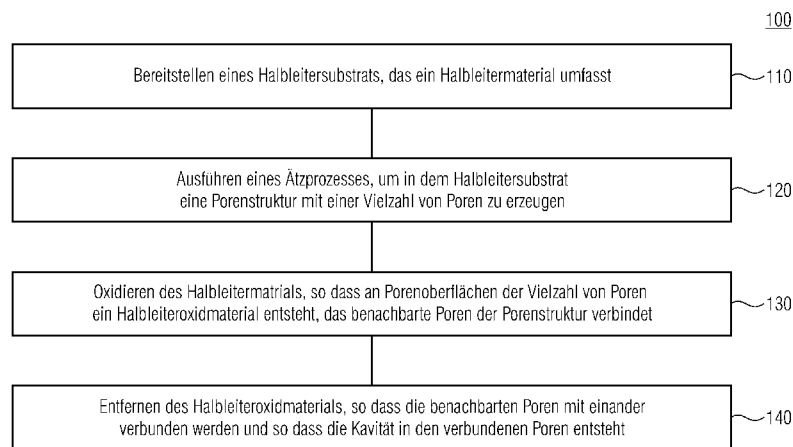 100
Bereitstellen eines Halbleitersubstrats, das ein Halbleitermaterial umfasst
110
Ausführen eines Ätzprozesses, um in dem Halbleitersubstrat
eine Porenstruktur mit einer Vielzahl von Poren zu erzeugen
120
Oxidieren des Halbleitermatrials, so dass an Porenoberflächen der Vielzahl von Poren
ein Halbleiteroxidmaterial entsteht, das benachbarte Poren der Porenstruktur verbindet
130
Entfernen des Halbleiteroxidmaterials, so dass die benachbarten Poren mit einander
verbunden werden und so dass die Kavität in den verbundenen Poren entsteht
140